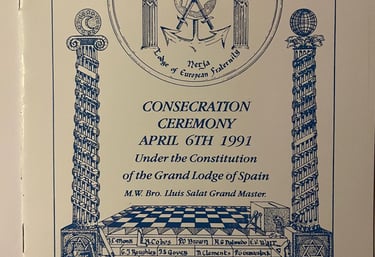 Nerja
Lodge of European Fraternity
CONSECRATION
CEREMONY
APRIL 6TH 1991
Under the Constitution
of the Grand Lodge of Spain
M.W. Bro. Lluis Salat Grand Master.
A Cobos